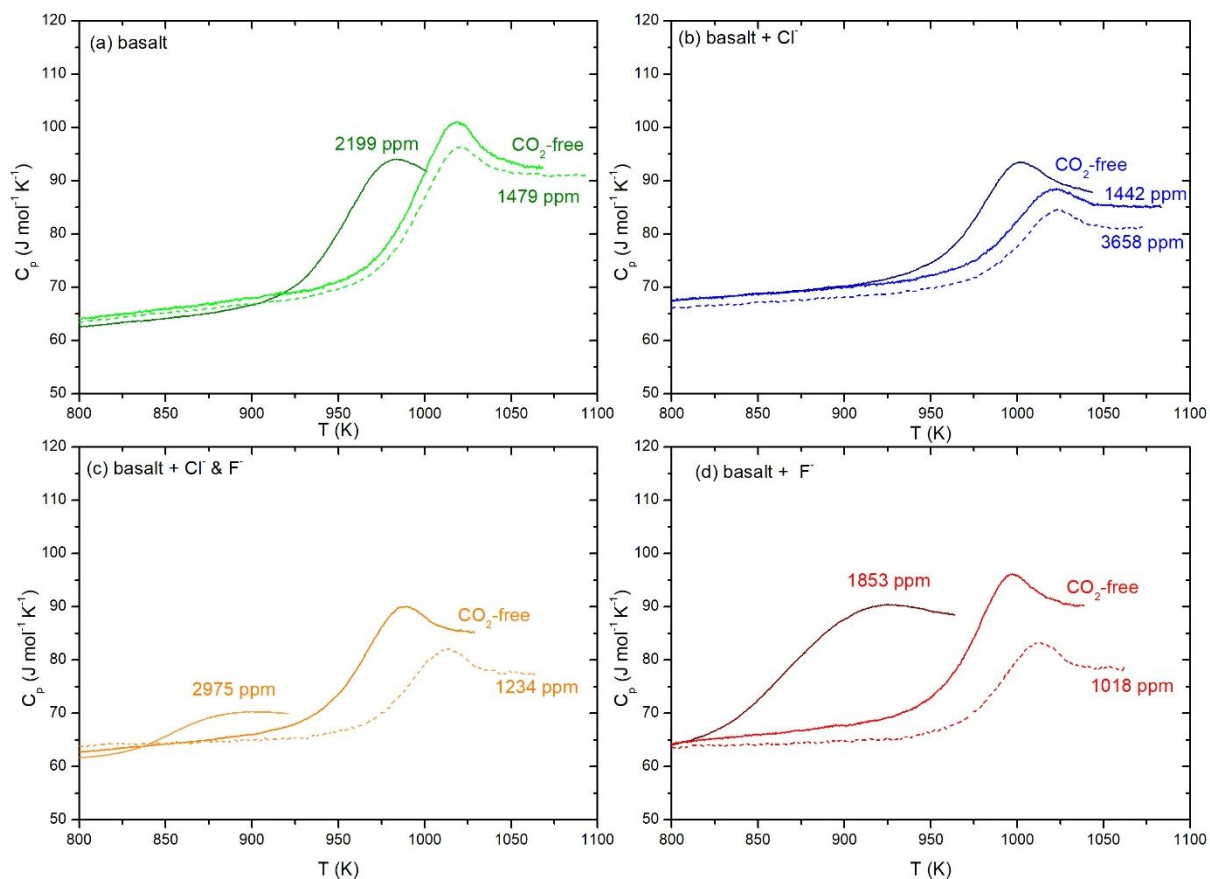 (a) basalt
120
110
100
90
80
70
65
60
50
C_p (J mol⁻¹ K⁻¹)
2199 ppm
CO₂-free
1479 ppm
800 850 900 950 1000 1050 1100
T (K)
(b) basalt + Cl⁻
120
110
100
90
80
70
60
50
C_p (J mol⁻¹ K⁻¹)
CO₂-free
1442 ppm
3658 ppm
800 850 900 950 1000 1050 1100
T (K)
(c) basalt + Cl⁻ & F⁻
120
110
100
90
80
70
60
50
C_p (J mol⁻¹ K⁻¹)
CO₂-free
2975 ppm
1234 ppm
800 850 900 950 1000 1050 1100
T (K)
(d) basalt + F⁻
120
110
100
90
80
70
60
50
C_p (J mol⁻¹ K⁻¹)
1853 ppm
CO₂-free
1018 ppm
800 850 900 950 1000 1050 1100
T (K)